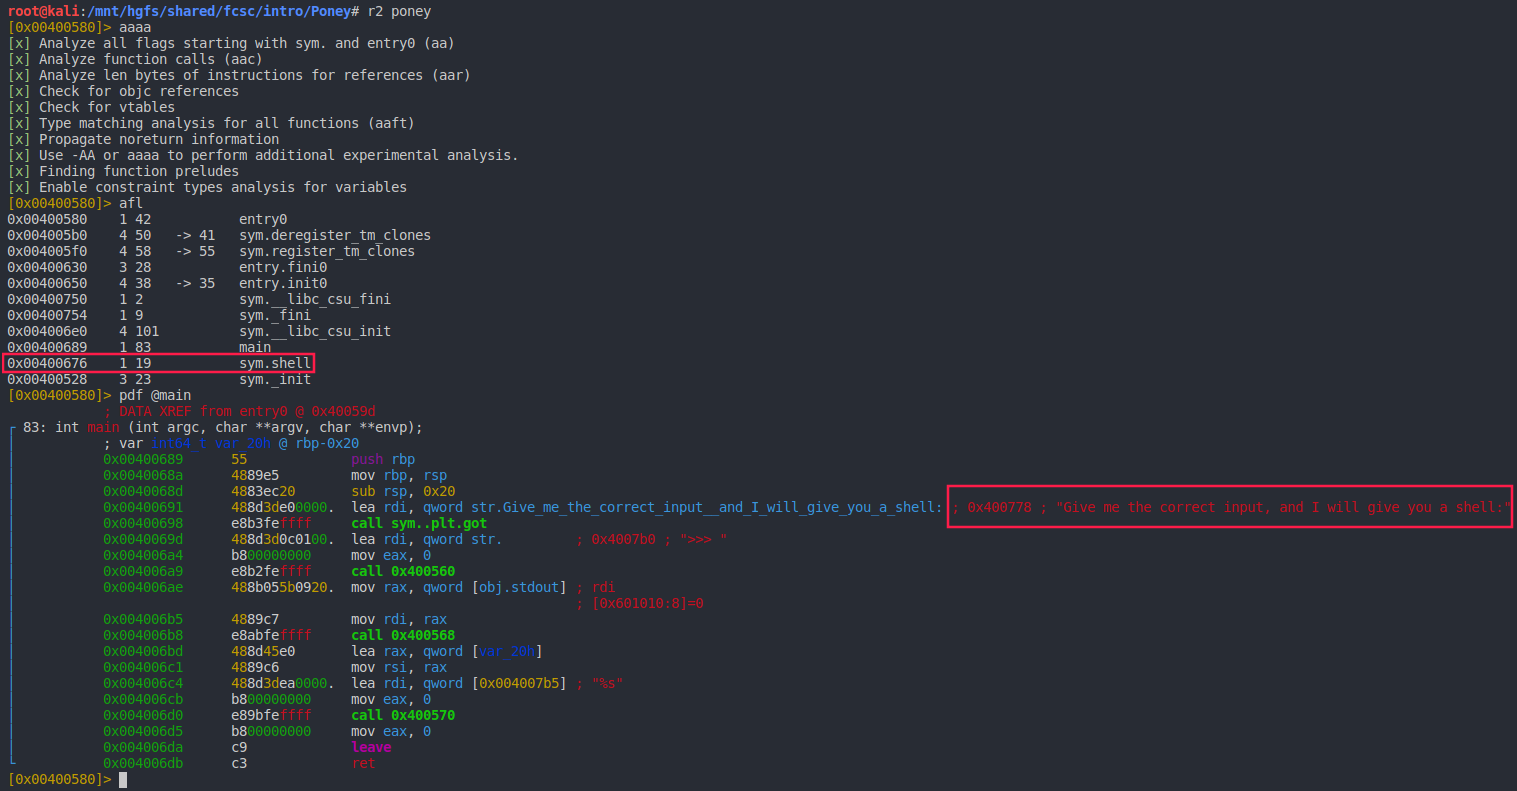 root@kali:/mnt/hgfs/shared/fcsc/intro/Poney# r2 poney
[0x00400580]> aaaa
[x] Analyze all flags starting with sym. and entry0 (aa)
[x] Analyze function calls (aac)
[x] Analyze len bytes of instructions for references (aar)
[x] Check for objc references
[x] Check for vtables
[x] Type matching analysis for all functions (aaft)
[x] Propagate noreturn information
[x] Use -AA or aaaa to perform additional experimental analysis.
[x] Finding function preludes
[x] Enable constraint types analysis for variables
[0x00400580]> afl
0x00400580    1 42           entry0
0x004005b0    4 50   -> 41   sym.deregister_tm_clones
0x004005f0    4 58   -> 55   sym.register_tm_clones
0x00400630    3 28           entry.fini0
0x00400650    4 38   -> 35   entry.init0
0x00400750    1 2            sym.__libc_csu_fini
0x00400754    1 9            sym._fini
0x004006e0    4 101          sym.__libc_csu_init
0x00400689    1 83           main
0x00400676    1 19           sym.shell
0x00400528    3 23           sym._init
[0x00400580]> pdf @main
; DATA XREF from entry0 @ 0x40059d
83: int main (int argc, char **argv, char **envp);
; var int64_t var_20h @ rbp-0x20
0x00400689      55             push rbp
0x0040068a      4889e5         mov rbp, rsp
0x0040068d      4883ec20       sub rsp, 0x20
0x00400691      488d3de00000.  lea rdi, qword str.Give_me_the_correct_input__and_I_will_give_you_a_shell: ; 0x400778 ; "Give me the correct input, and I will give you a shell:"
0x00400698      e8b3feffff     call sym..plt.got
0x0040069d      488d3d0c0100.  lea rdi, qword str.         ; 0x4007b0 ; ">>> "
0x004006a4      b800000000     mov eax, 0
0x004006a9      e8b2feffff     call 0x400560
0x004006ae      488b055b0920.  mov rax, qword [obj.stdout] ; rdi
; [0x601010:8]=0
0x004006b5      4889c7         mov rdi, rax
0x004006b8      e8abfeffff     call 0x400568
0x004006bd      488d45e0       lea rax, qword [var_20h]
0x004006c1      4889c6         mov rsi, rax
0x004006c4      488d3dea0000.  lea rdi, qword [0x004007b5] ; "%s"
0x004006cb      b800000000     mov eax, 0
0x004006d0      e89bfeffff     call 0x400570
0x004006d5      b800000000     mov eax, 0
0x004006da      c9             leave
0x004006db      c3             ret
[0x00400580]>